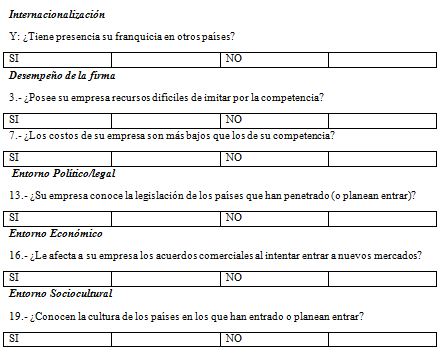 Internacionalización
Y: ¿Tiene presencia su franquicia en otros países?
SI NO
Desempeño de la firma
3.- ¿Posee su empresa recursos difíciles de imitar por la competencia?
SI NO
7.- ¿Los costos de su empresa son más bajos que los de su competencia?
SI NO
Entorno Político/legal
13.- ¿Su empresa conoce la legislación de los países que han penetrado (o planean entrar)?
SI NO
Entorno Económico
16.- ¿Le afecta a su empresa los acuerdos comerciales al intentar entrar a nuevos mercados?
SI NO
Entorno Sociocultural
19.- ¿Conocen la cultura de los países en los que han entrado o planean entrar?
SI NO